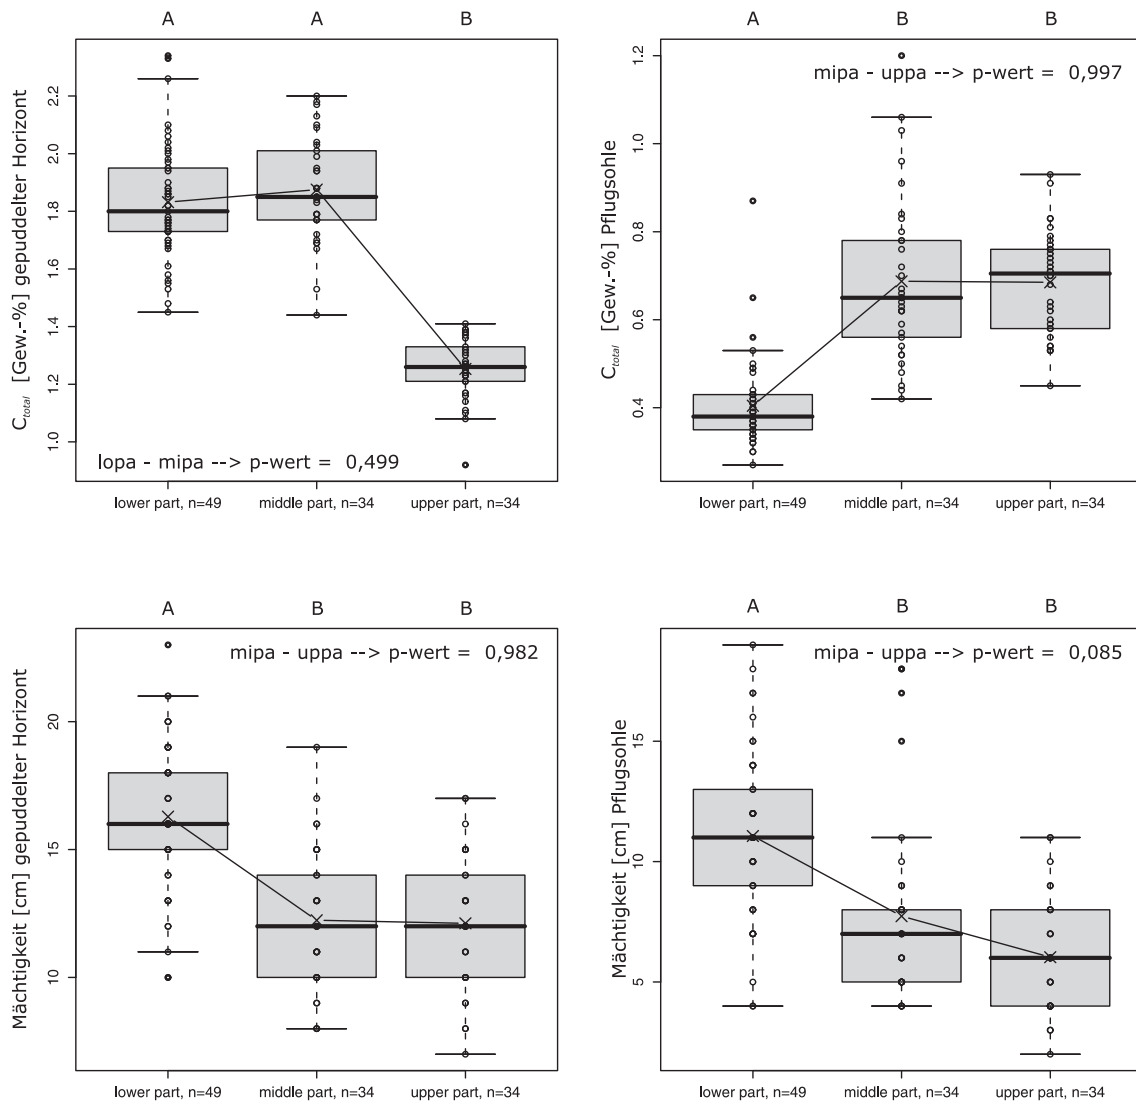 A A B
C total [Gew.-%] gepuddelter Horizont
1.0 1.2 1.4 1.6 1.8 2.0 2.2
lopa - mipa --> p-wert = 0,499
lower part, n=49 middle part, n=34 upper part, n=34
A B B
C total [Gew.-%] Pflugsohle
0.4 0.6 0.8 1.0 1.2
mipa - uppa --> p-wert = 0,997
lower part, n=49 middle part, n=34 upper part, n=34
A B B
Mächtigkeit [cm] gepuddelter Horizont
10 15 20
mipa - uppa --> p-wert = 0,982
lower part, n=49 middle part, n=34 upper part, n=34
A B B
Mächtigkeit [cm] Pflugsohle
5 10 15
mipa - uppa --> p-wert = 0,085
lower part, n=49 middle part, n=34 upper part, n=34